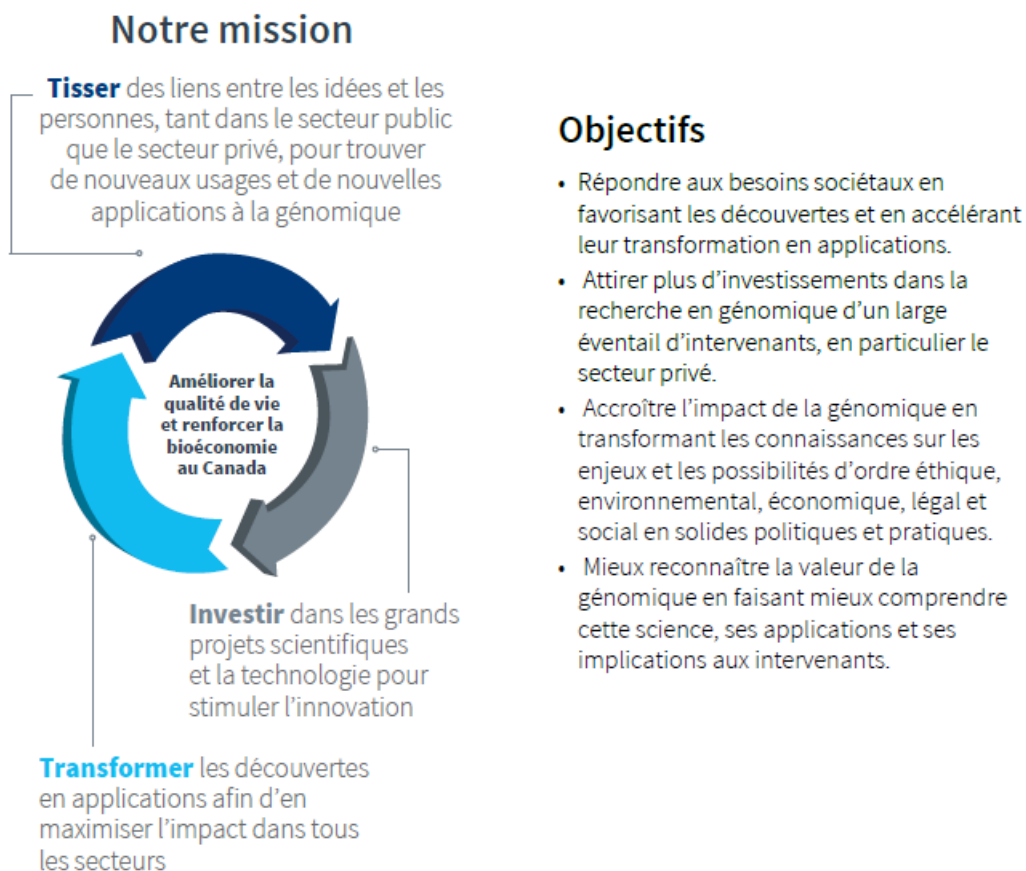 Notre mission
Tisser des liens entre les idées et les
personnes, tant dans le secteur public
que le secteur privé, pour trouver
de nouveaux usages et de nouvelles
applications à la génomique
Améliorer la
qualité de vie
et renforcer la
bioéconomie
au Canada
Investir dans les grands
projets scientifiques
et la technologie pour
stimuler l’innovation
Transformer les découvertes
en applications afin d’en
maximiser l’impact dans tous
les secteurs
Objectifs
• Répondre aux besoins sociétaux en
favorisant les découvertes et en accélérant
leur transformation en applications.
• Attirer plus d’investissements dans la
recherche en génomique d’un large
éventail d’intervenants, en particulier le
secteur privé.
• Accroître l’impact de la génomique en
transformant les connaissances sur les
enjeux et les possibilités d’ordre éthique,
environnemental, économique, légal et
social en solides politiques et pratiques.
• Mieux reconnaître la valeur de la
génomique en faisant mieux comprendre
cette science, ses applications et ses
implications aux intervenants.